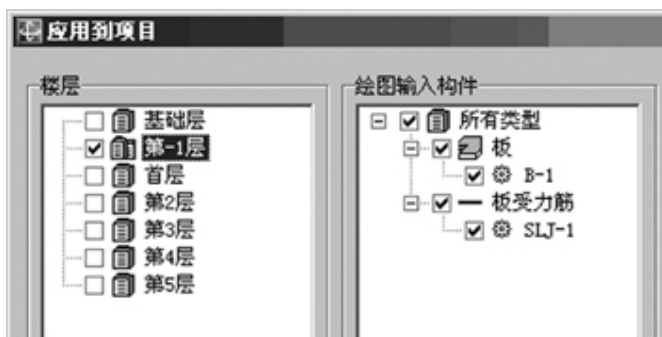 应用到项目
楼层
基础层
第-1层
首层
第2层
第3层
第4层
第5层
绘图输入构件
所有类型
板
B-1
板受力筋
SLJ-1